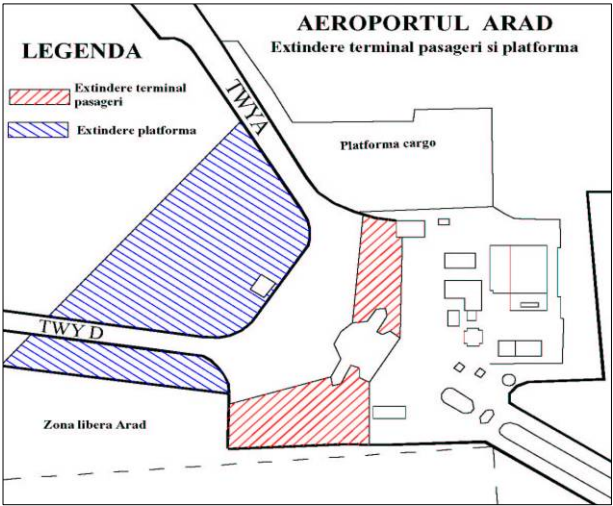 AEROPORTUL ARAD
Extindere terminal pasageri si platforma
LEGENDA
Extindere terminal
pasageri
Extindere platforma
TWYA
Platforma cargo
TWY D
Zona libera Arad